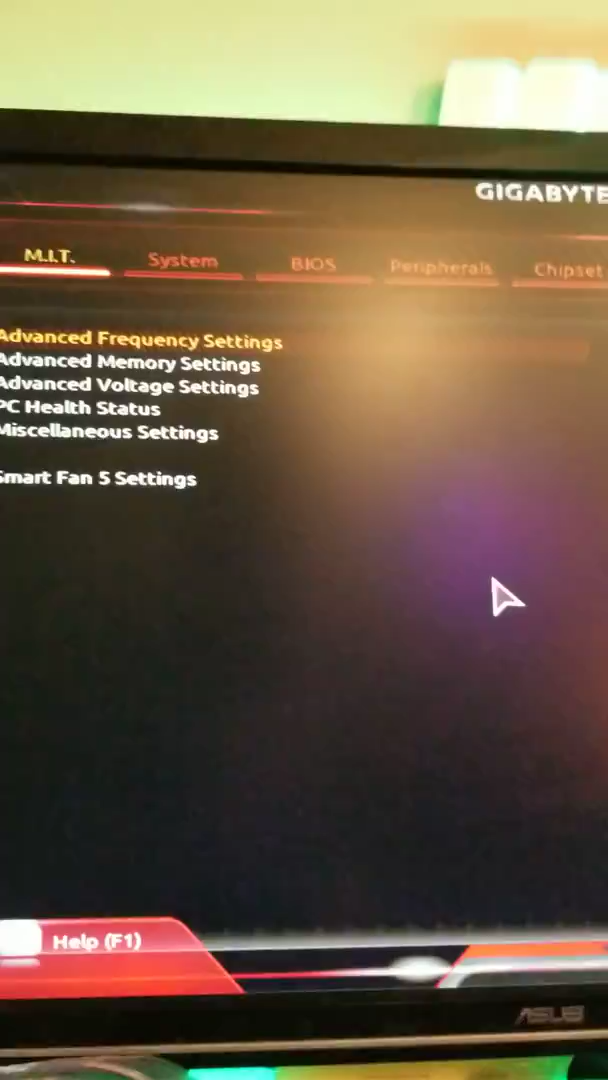 GIGABYTE
M.I.T. System BIOS Peripherals Chipset
Advanced Frequency Settings
Advanced Memory Settings
Advanced Voltage Settings
PC Health Status
Miscellaneous Settings
Smart Fan 5 Settings
Help (F1)
ASUS